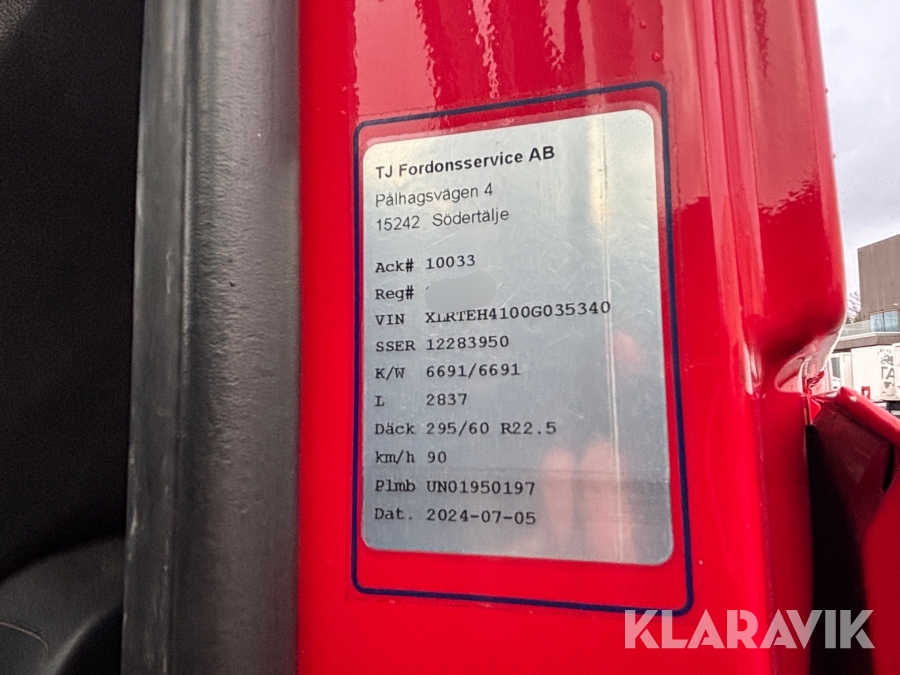 TJ Fordonsservice AB
Pålhagsvägen 4
15242 Södertälje
Ack# 10033
Reg#
VIN XLRTEH4100G035340
SSER 12283950
K/W 6691/6691
L 2837
Däck 295/60 R22.5
km/h 90
Plmb UN01950197
Dat. 2024-07-05
KLARAVIK